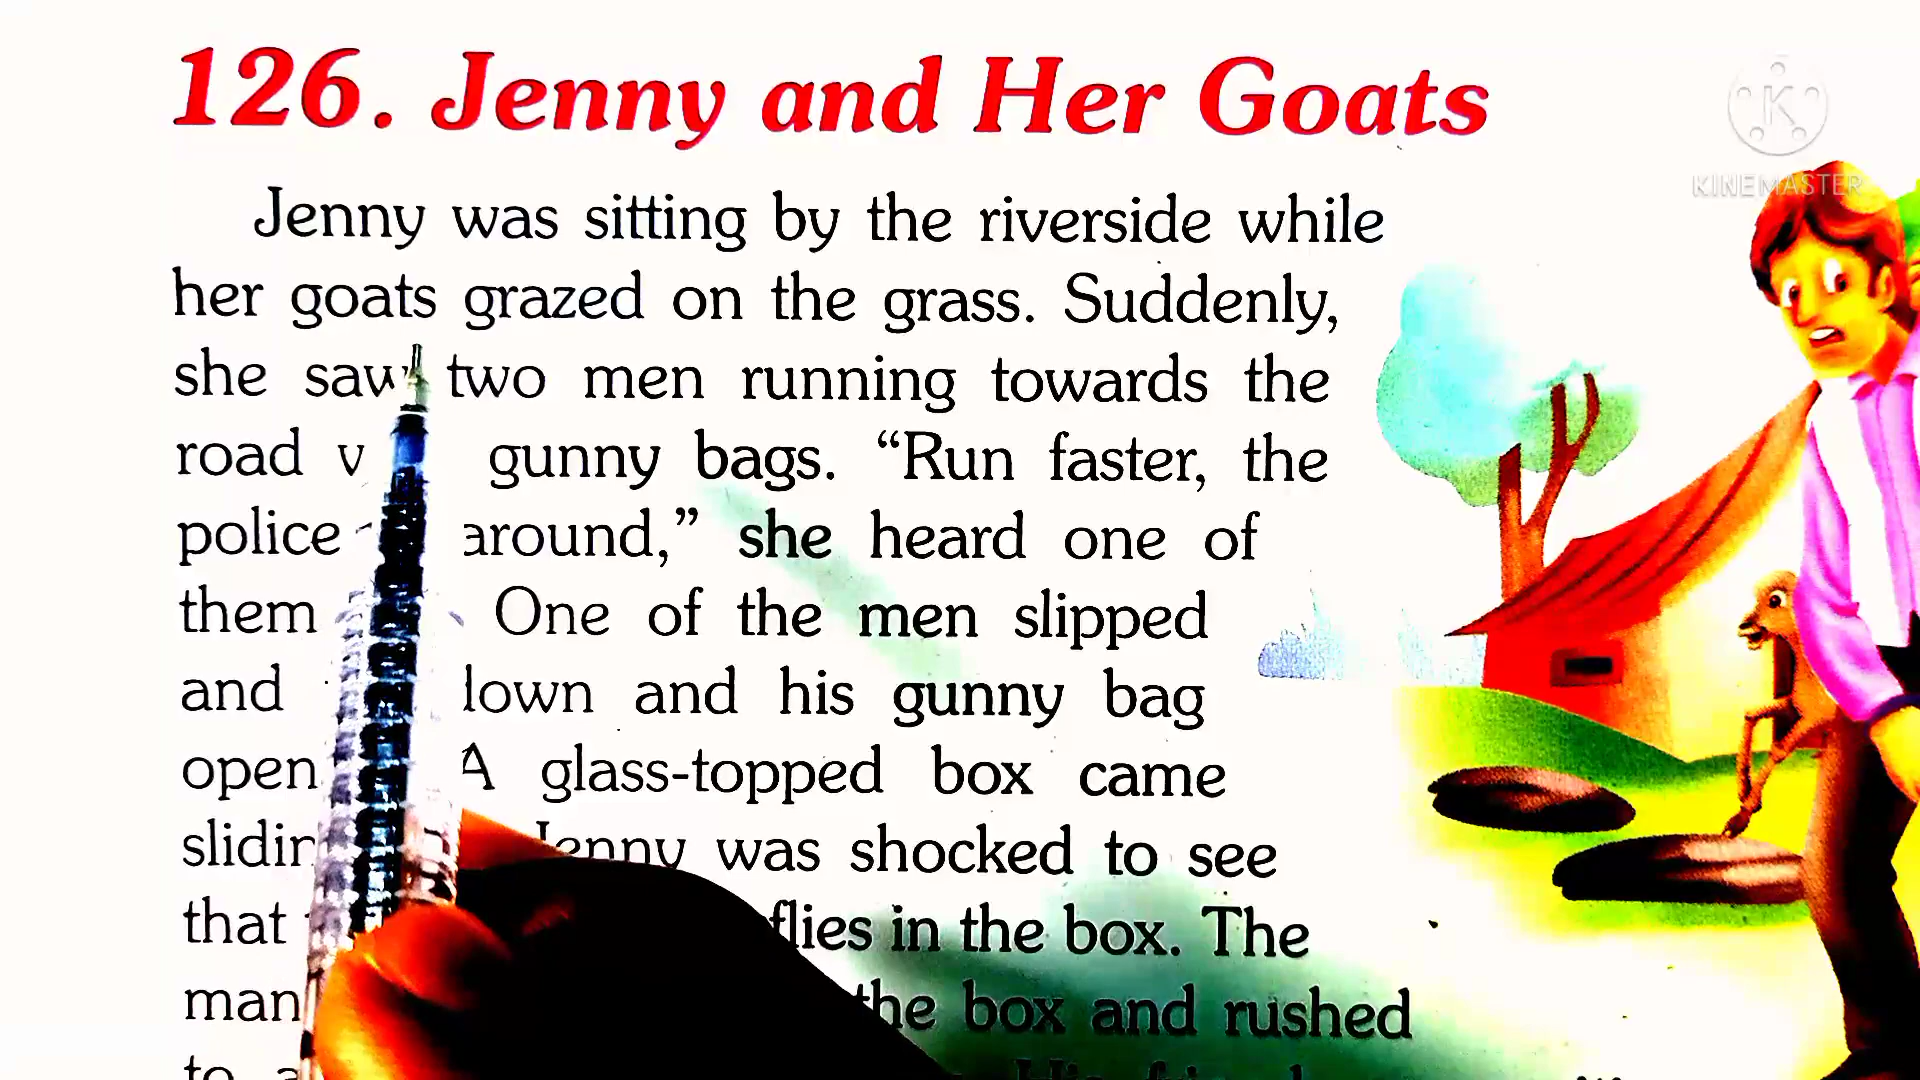 126. Jenny and Her Goats
KINEMASTER
Jenny was sitting by the riverside while
her goats grazed on the grass. Suddenly,
she saw two men running towards the
road gunny bags. “Run faster, the
police around,” she heard one of
them One of the men slipped
and down and his gunny bag
open A glass-topped box came
Jenny was shocked to see
that flies in the box. The
man the box and rushed
to